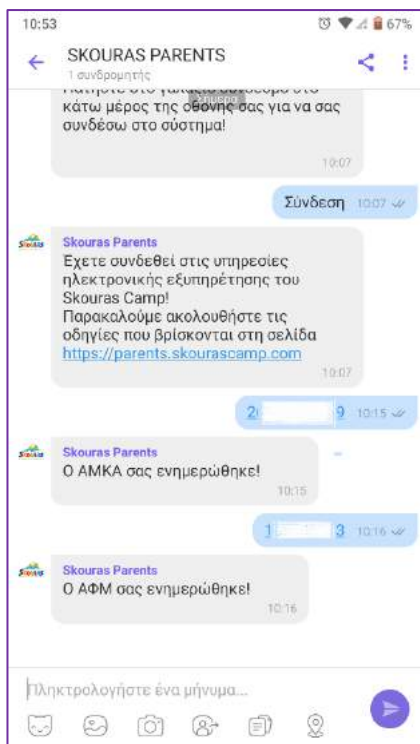 10:53
67%
SKOURAS PARENTS
1 συνδρομητής
Σήμερα
κάτω μέρος της οθόνης σας για να σας
συνδέσω στο σύστημα!
10:07
Σύνδεση 10:07
Skouras Parents
Έχετε συνδεθεί στις υπηρεσίες
ηλεκτρονικής εξυπηρέτησης του
Skouras Camp!
Παρακαλούμε ακολουθήστε τις
οδηγίες που βρίσκονται στη σελίδα
https://parents.skourascamp.com
10:07
2 9 10:15
Skouras Parents
Ο ΑΜΚΑ σας ενημερώθηκε!
10:15
1 3 10:16
Skouras Parents
Ο ΑΦΜ σας ενημερώθηκε!
10:16
Πληκτρολογήστε ένα μήνυμα...